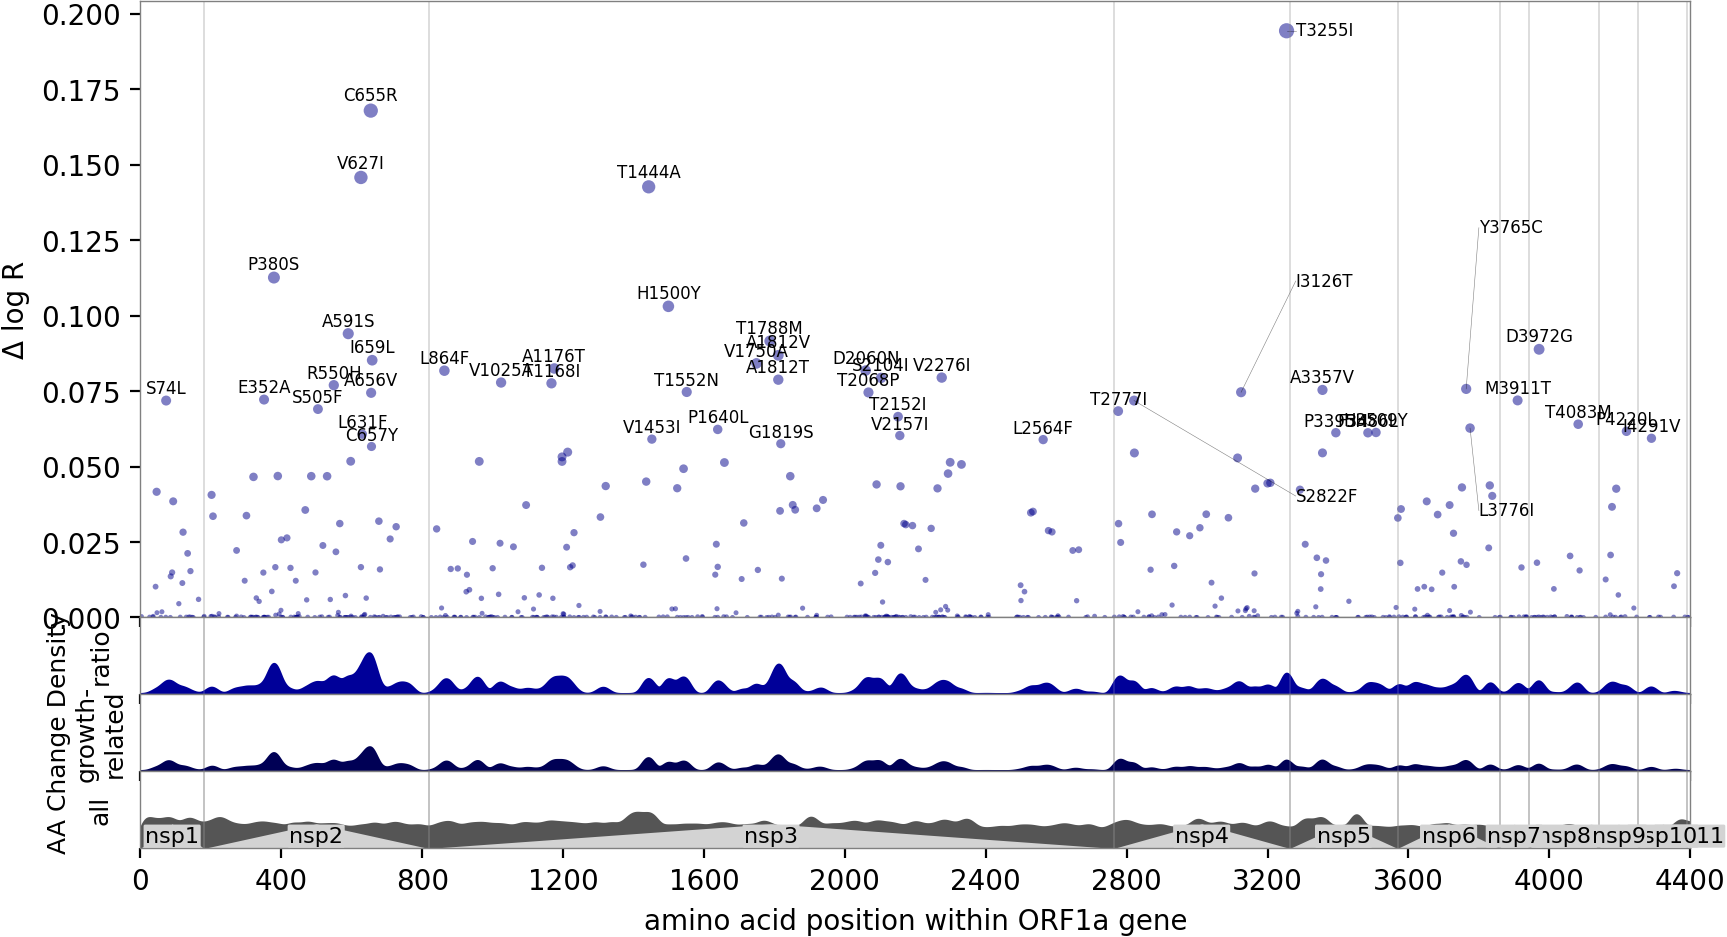 0.200
0.175
0.150
0.125
0.100
0.075
0.050
0.025
0.000
Δ log R
T3255I
C655R
V627I
T1444A
Y3765C
P380S
I3126T
H1500Y
A591S
T1788M
D3972G
A1812V
I659L
V1750A
A1176T
L864F
D2060N
S2104I
V2276I
A1812T
R550H
V1025A
T1168I
A656V
T1552N
T2068P
A3357V
S74L
E352A
M3911T
S505F
T2777I
T2152I
T4083M
P1640L
L631F
P3395H
P4220L
V1453I
V2157I
L2564F
I4291V
G1819S
C657Y
S2822F
L3776I
AA Change Density
ratio
growth-
related
all
nsp1
nsp2
nsp3
nsp4
nsp5
nsp6
nsp7
nsp8
nsp9
0
400
800
1200
1600
2000
2400
2800
3200
3600
4000
4400
amino acid position within ORF1a gene